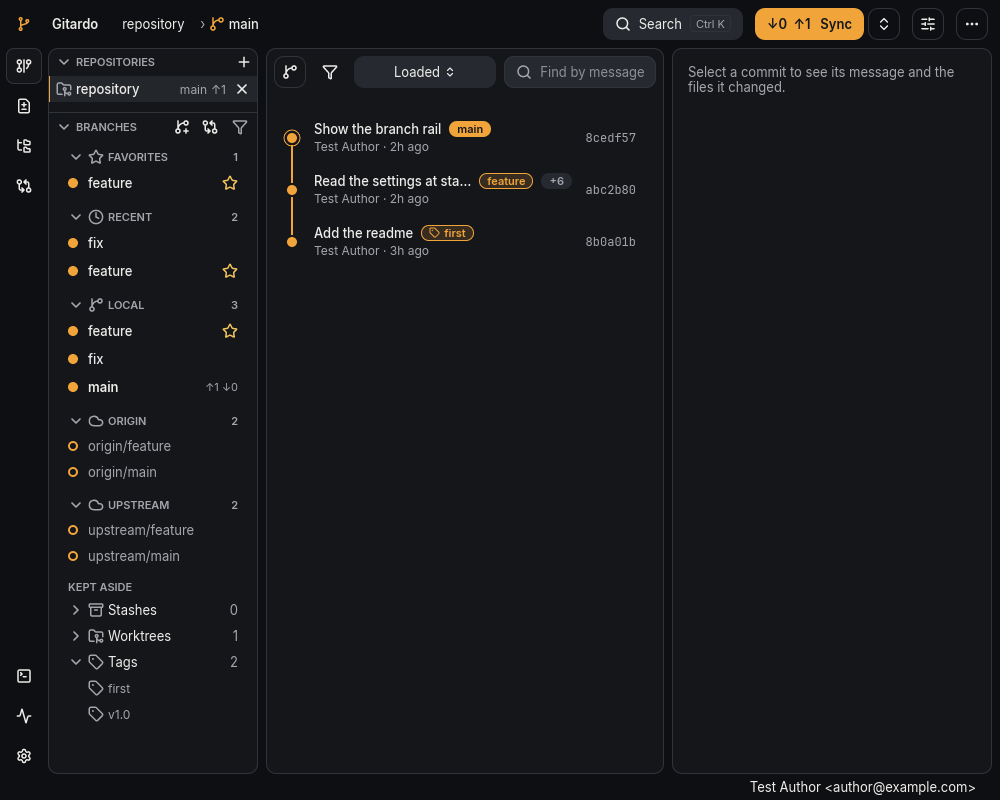 Gitardo repository › main Search Ctrl K ↓0 ↑1 Sync
REPOSITORIES
repository main ↑1
BRANCHES
FAVORITES 1
feature
RECENT 2
fix
feature
LOCAL 3
feature
fix
main ↑1 ↓0
ORIGIN 2
origin/feature
origin/main
UPSTREAM 2
upstream/feature
upstream/main
KEPT ASIDE
Stashes 0
Worktrees 1
Tags 2
first
v1.0
Loaded Find by message
Show the branch rail main 8cedf57
Test Author · 2h ago
Read the settings at sta... feature +6 abc2b80
Test Author · 2h ago
Add the readme first 8b0a01b
Test Author · 3h ago
Select a commit to see its message and the
files it changed.
Test Author <author@example.com>